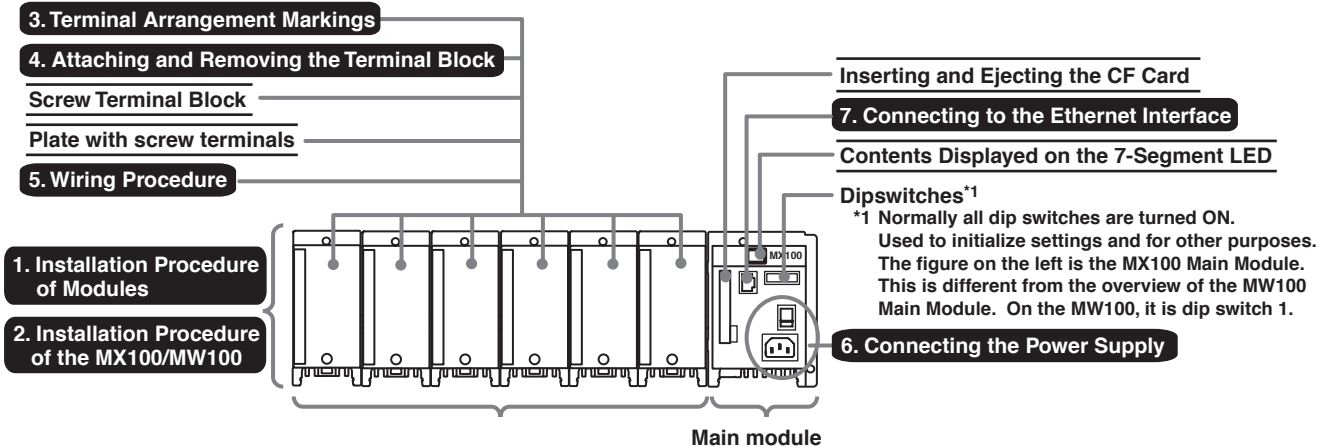 3. Terminal Arrangement Markings
4. Attaching and Removing the Terminal Block
Screw Terminal Block
Plate with screw terminals
5. Wiring Procedure
1. Installation Procedure
of Modules
2. Installation Procedure
of the MX100/MW100
Inserting and Ejecting the CF Card
7. Connecting to the Ethernet Interface
Contents Displayed on the 7-Segment LED
Dipswitches*1
*1 Normally all dip switches are turned ON.
Used to initialize settings and for other purposes.
The figure on the left is the MX100 Main Module.
This is different from the overview of the MW100
Main Module. On the MW100, it is dip switch 1.
MX100
6. Connecting the Power Supply
Main module